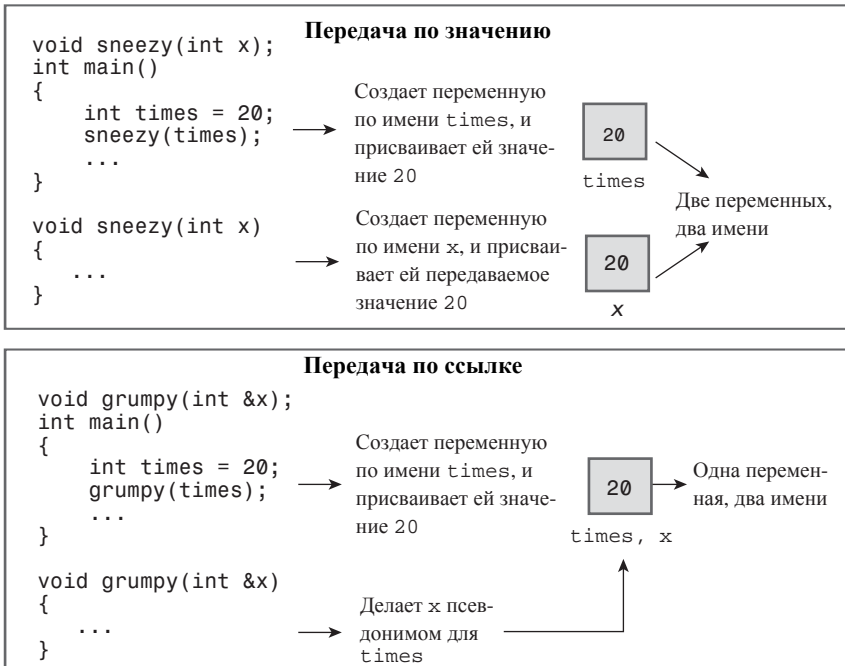 Передача по значению
void sneezy(int x);
int main()
{
int times = 20;
sneezy(times);
...
}
Создает переменную
по имени times, и
присваивает ей значе-
ние 20
20
times
void sneezy(int x)
{
...
}
Создает переменную
по имени x, и присваи-
вает ей передаваемое
значение 20
20
x
Две переменных,
два имени
Передача по ссылке
void grumpy(int &x);
int main()
{
int times = 20;
grumpy(times);
...
}
Создает переменную
по имени times, и
присваивает ей значе-
ние 20
20
times, x
Одна перемен-
ная, два имени
void grumpy(int &x)
{
...
}
Делает x псев-
донимом для
times